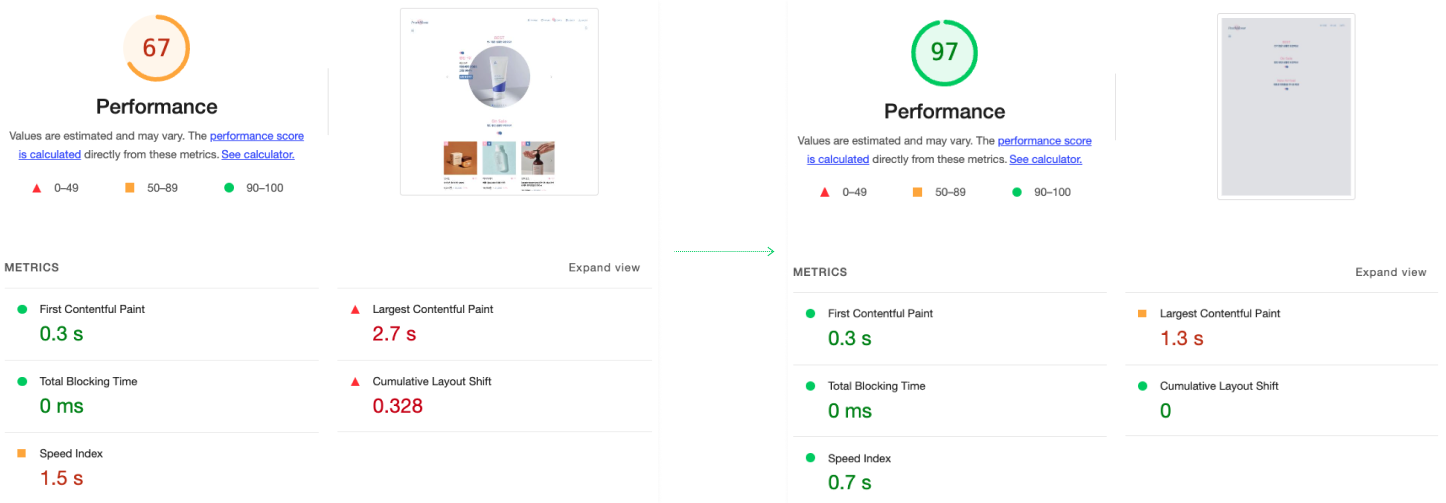 67
Performance
Values are estimated and may vary. The performance score
is calculated directly from these metrics. See calculator.
0–49
50–89
90–100
METRICS
Expand view
First Contentful Paint
0.3 s
Largest Contentful Paint
2.7 s
Total Blocking Time
0 ms
Cumulative Layout Shift
0.328
Speed Index
1.5 s
97
Performance
Values are estimated and may vary. The performance score
is calculated directly from these metrics. See calculator.
0–49
50–89
90–100
METRICS
Expand view
First Contentful Paint
0.3 s
Largest Contentful Paint
1.3 s
Total Blocking Time
0 ms
Cumulative Layout Shift
0
Speed Index
0.7 s